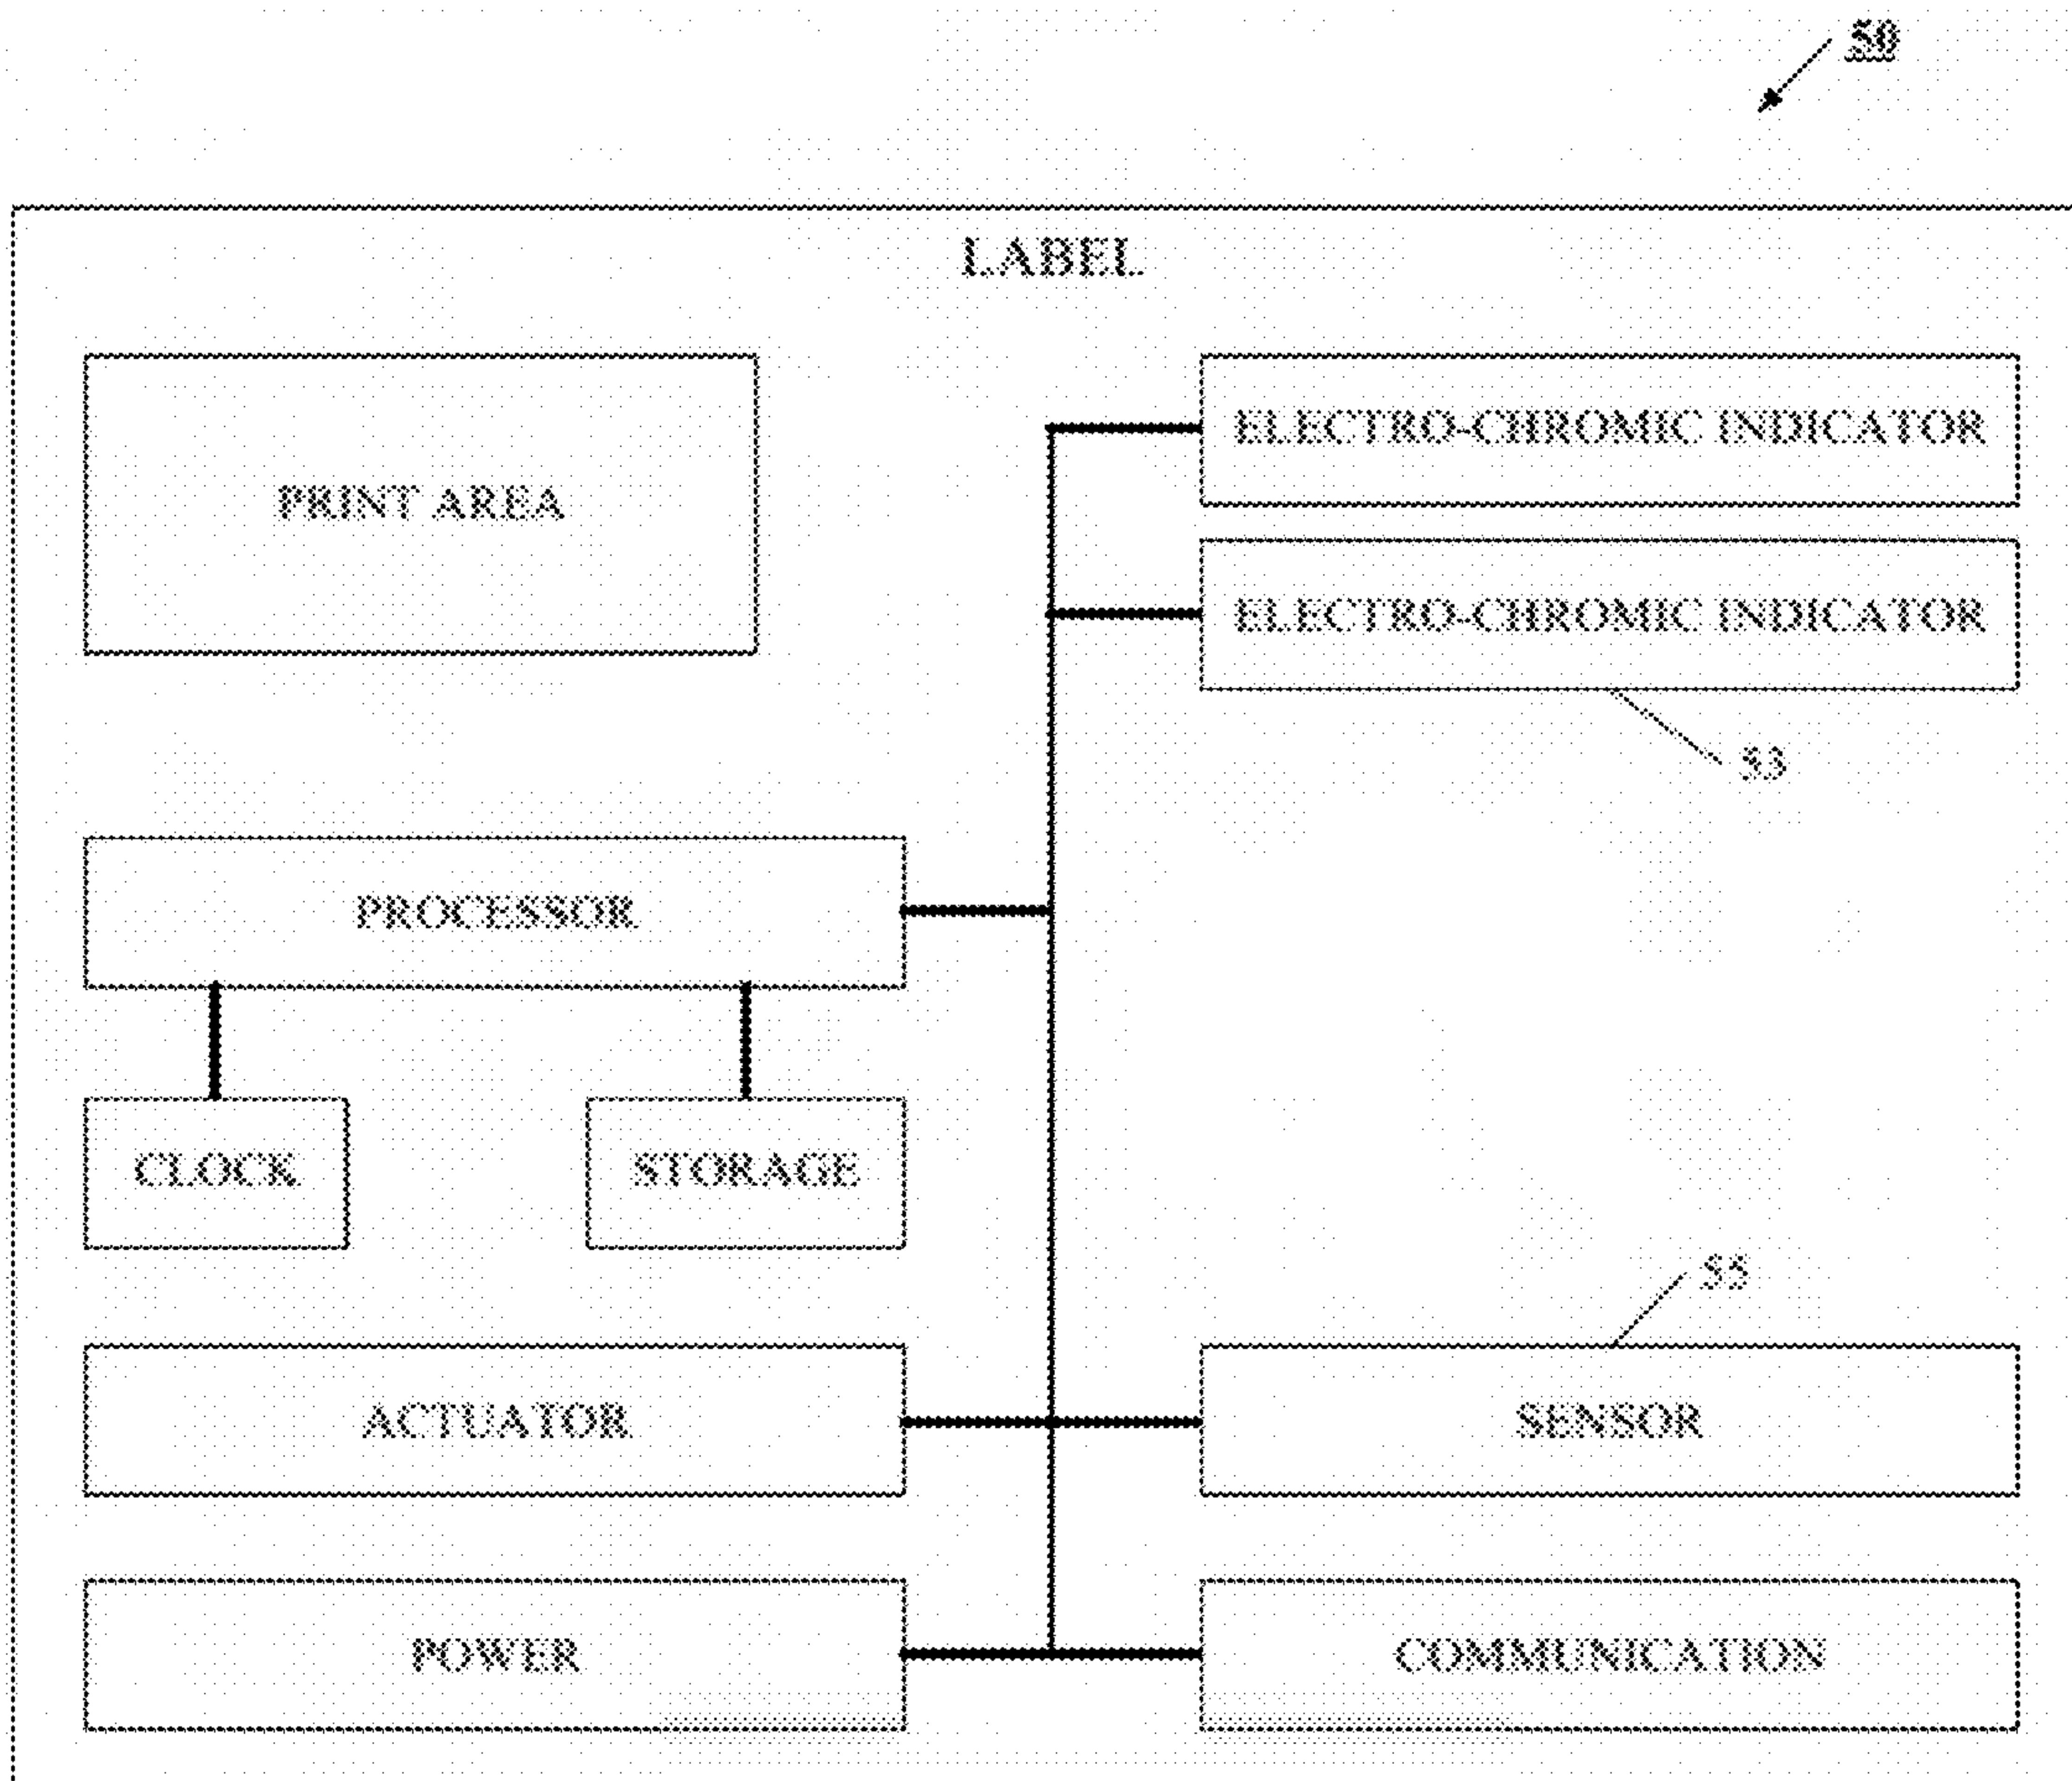 50
LABEL
PRINT AREA
ELECTRO-CHROMIC INDICATOR
ELECTRO-CHROMIC INDICATOR
53
PROCESSOR
CLOCK
STORAGE
55
ACTUATOR
SENSOR
POWER
COMMUNICATION